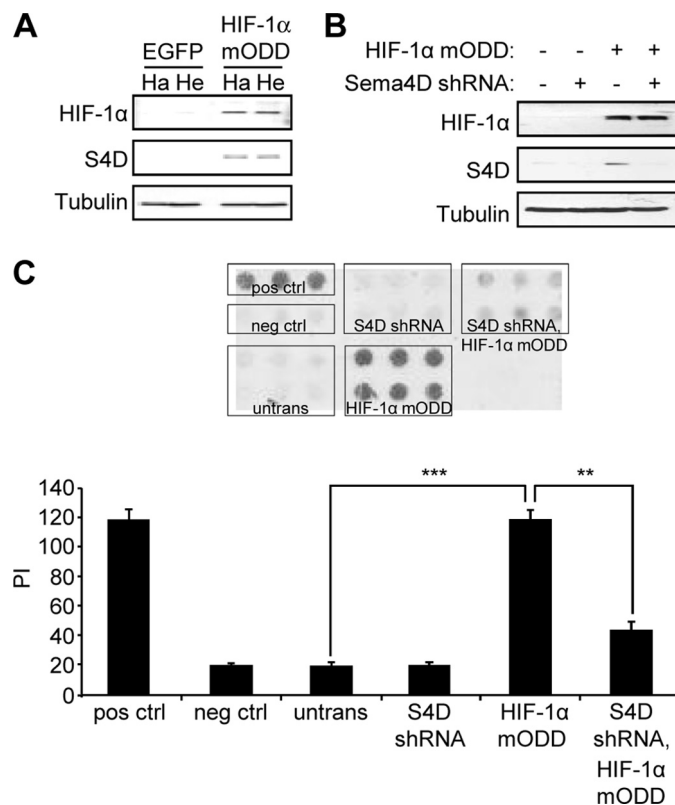 A
EGFP
HIF-1α
mODD
Ha He
Ha He
HIF-1α
S4D
Tubulin
B
HIF-1α mODD: - - + +
Sema4D shRNA: - + - +
HIF-1α
S4D
Tubulin
C
pos ctrl
neg ctrl
S4D shRNA
S4D shRNA,
HIF-1α mODD
untrans
HIF-1α mODD
***
**
PI
140
120
100
80
60
40
20
0
pos ctrl
neg ctrl
untrans
S4D
shRNA
HIF-1α
mODD
S4D
shRNA,
HIF-1α
mODD